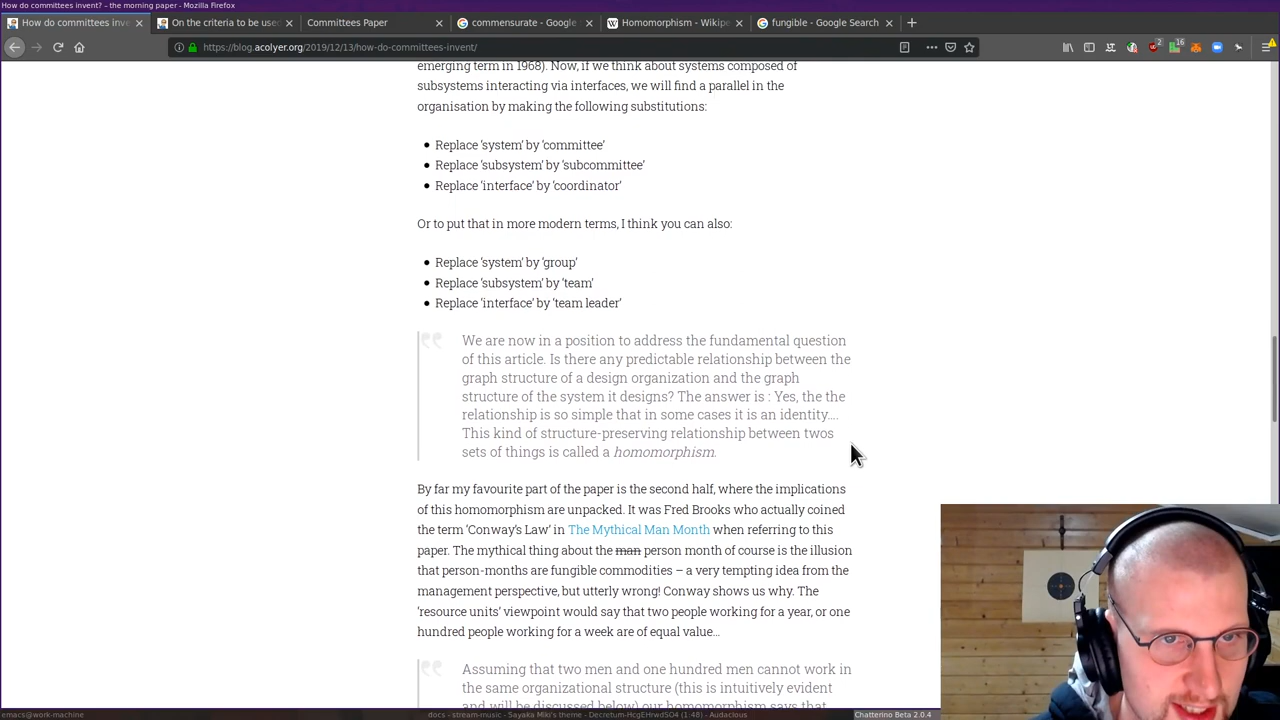 How do committees invent? – the morning paper - Mozilla Firefox
How do committees inve
On the criteria to be use
Committees Paper
commensurate - Google
Homomorphism - Wikipe
fungible - Google Search
https://blog.acolyer.org/2019/12/13/how-do-committees-invent/
2
16
emerging term in 1968). Now, if we think about systems composed of
subsystems interacting via interfaces, we will find a parallel in the
organisation by making the following substitutions:
Replace ‘system’ by ‘committee’
Replace ‘subsystem’ by ‘subcommittee’
Replace ‘interface’ by ‘coordinator’
Or to put that in more modern terms, I think you can also:
Replace ‘system’ by ‘group’
Replace ‘subsystem’ by ‘team’
Replace ‘interface’ by ‘team leader’
We are now in a position to address the fundamental question
of this article. Is there any predictable relationship between the
graph structure of a design organization and the graph
structure of the system it designs? The answer is : Yes, the the
relationship is so simple that in some cases it is an identity….
This kind of structure-preserving relationship between twos
sets of things is called a homomorphism.
By far my favourite part of the paper is the second half, where the implications
of this homomorphism are unpacked. It was Fred Brooks who actually coined
the term ‘Conway’s Law’ in The Mythical Man Month when referring to this
paper. The mythical thing about the man person month of course is the illusion
that person-months are fungible commodities – a very tempting idea from the
management perspective, but utterly wrong! Conway shows us why. The
‘resource units’ viewpoint would say that two people working for a year, or one
hundred people working for a week are of equal value…
Assuming that two men and one hundred men cannot work in
the same organizational structure (this is intuitively evident
and will be discussed below) our homomorphism says that
emacs@work-machine
docs - stream-music - Sayaka Miki's theme - Decretum-HcgEHrwdSO4 (1:48) - Audacious
Chatterino Beta 2.0.4